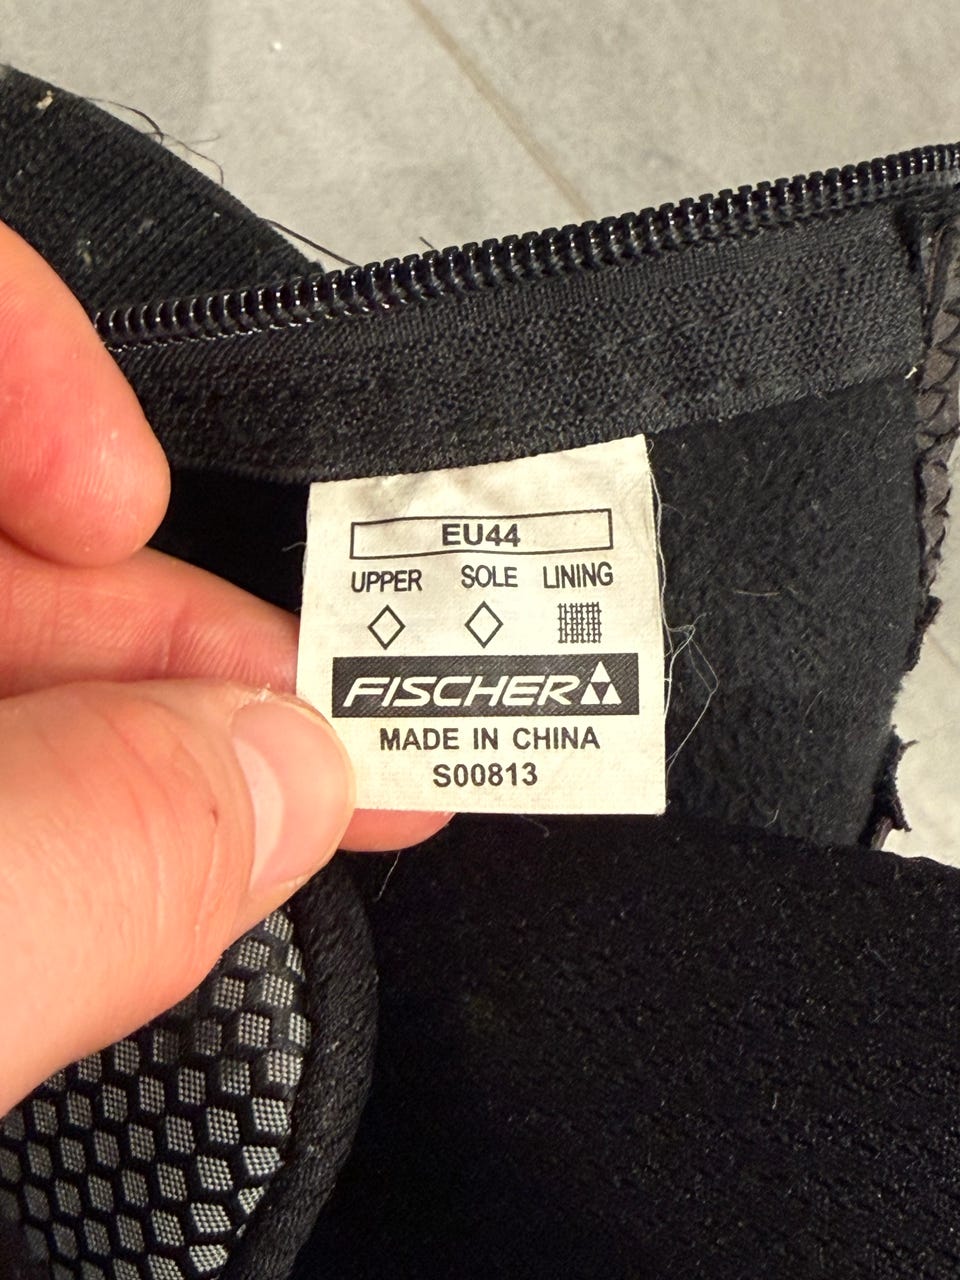 EU44
UPPER SOLE LINING
FISCHER
MADE IN CHINA
S00813